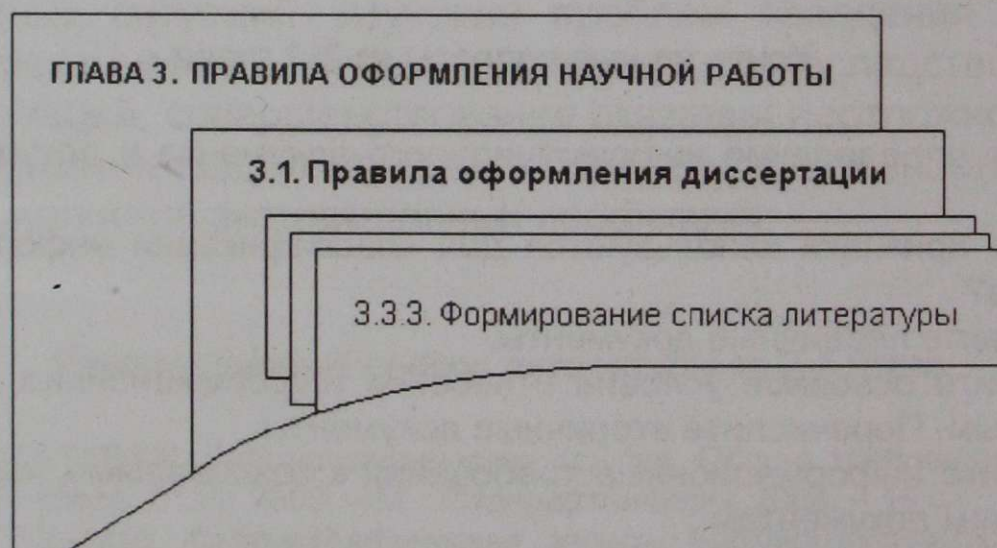 ГЛАВА 3. ПРАВИЛА ОФОРМЛЕНИЯ НАУЧНОЙ РАБОТЫ
3.1. Правила оформления диссертации
3.3.3. Формирование списка литературы